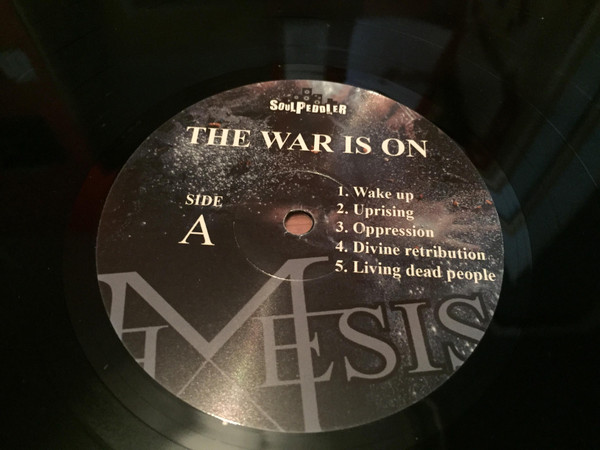 SOULPEDDLER
THE WAR IS ON
SIDE
A
1. Wake up
2. Uprising
3. Oppression
4. Divine retribution
5. Living dead people
MESIS